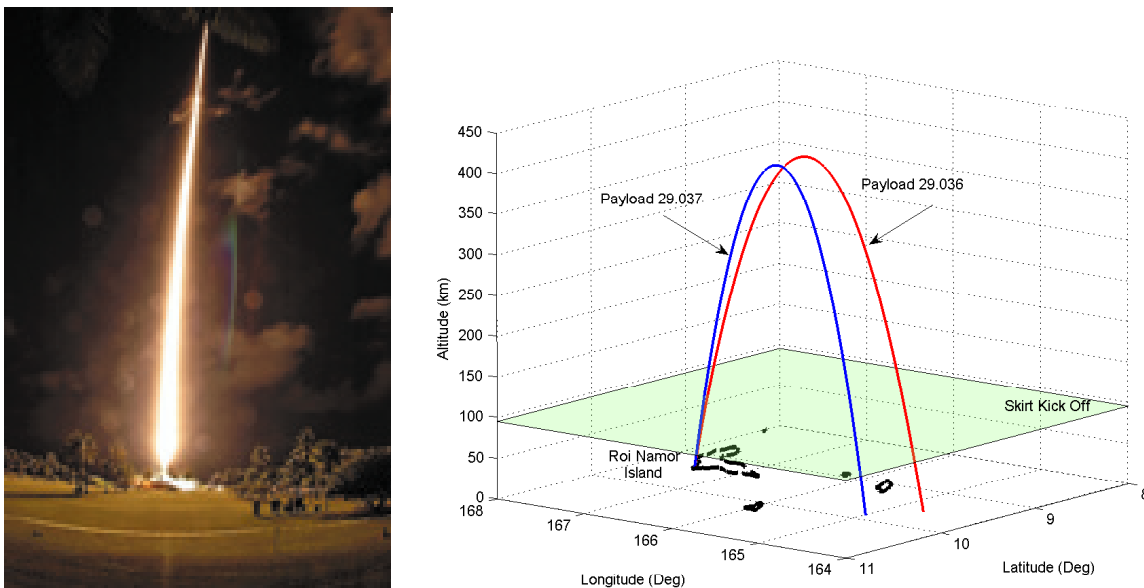 450
400
350
300
250
200
150
100
50
0
Altitude (km)
Payload 29.037
Payload 29.036
Skirt Kick Off
Roi Namor
Island
168
167
166
165
164
Longitude (Deg)
11
10
9
8
Latitude (Deg)